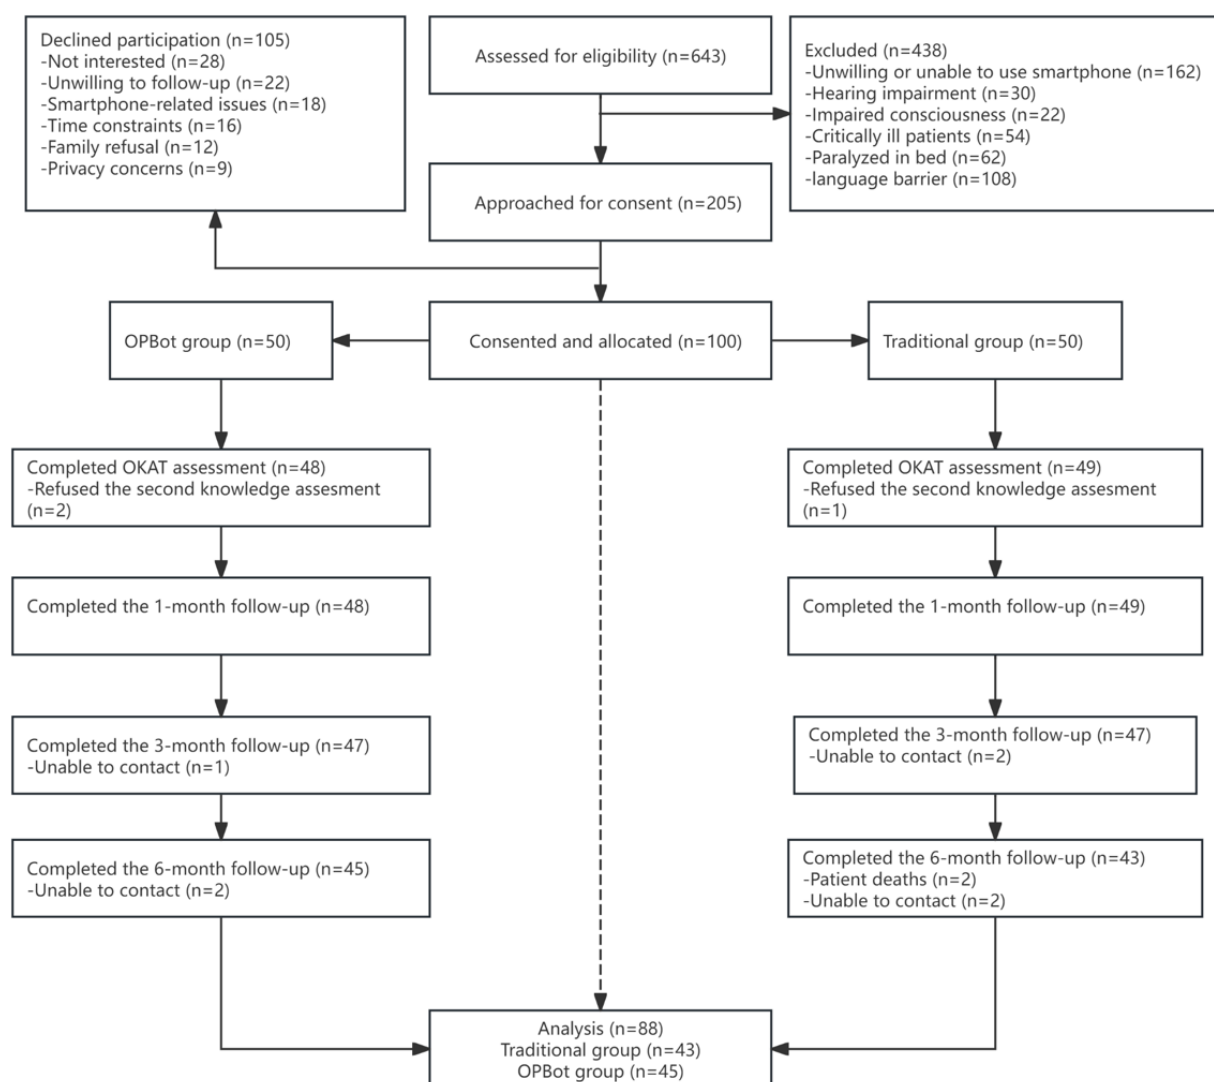 Declined participation (n=105)
-Not interested (n=28)
-Unwilling to follow-up (n=22)
-Smartphone-related issues (n=18)
-Time constraints (n=16)
-Family refusal (n=12)
-Privacy concerns (n=9)
Assessed for eligibility (n=643)
Excluded (n=438)
-Unwilling or unable to use smartphone (n=162)
-Hearing impairment (n=30)
-Impaired consciousness (n=22)
-Critically ill patients (n=54)
-Paralyzed in bed (n=62)
-language barrier (n=108)
Approached for consent (n=205)
OPBot group (n=50)
Consented and allocated (n=100)
Traditional group (n=50)
Completed OKAT assessment (n=48)
-Refused the second knowledge assesment
(n=2)
Completed OKAT assessment (n=49)
-Refused the second knowledge assesment
(n=1)
Completed the 1-month follow-up (n=48)
Completed the 1-month follow-up (n=49)
Completed the 3-month follow-up (n=47)
-Unable to contact (n=1)
Completed the 3-month follow-up (n=47)
-Unable to contact (n=2)
Completed the 6-month follow-up (n=45)
-Unable to contact (n=2)
Completed the 6-month follow-up (n=43)
-Patient deaths (n=2)
-Unable to contact (n=2)
Analysis (n=88)
Traditional group (n=43)
OPBot group (n=45)